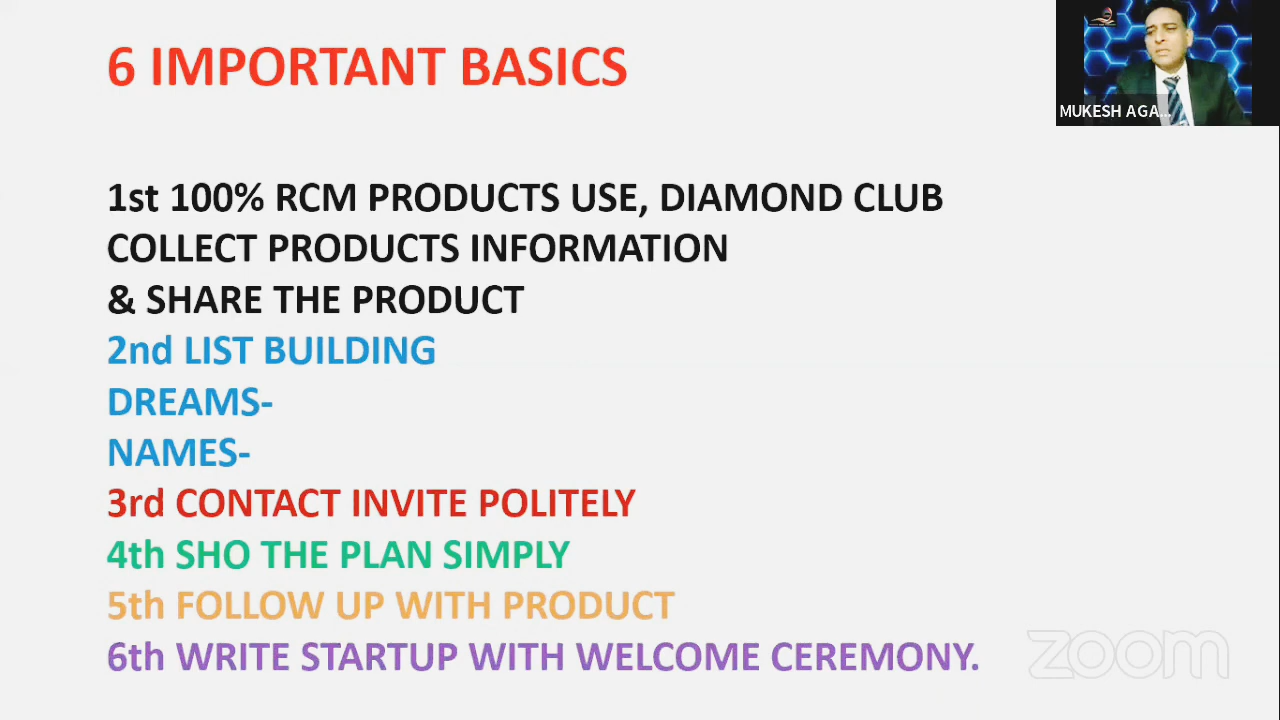 6 IMPORTANT BASICS
MUKESH AGA...
1st 100% RCM PRODUCTS USE, DIAMOND CLUB
COLLECT PRODUCTS INFORMATION
& SHARE THE PRODUCT
2nd LIST BUILDING
DREAMS-
NAMES-
3rd CONTACT INVITE POLITELY
4th SHO THE PLAN SIMPLY
5th FOLLOW UP WITH PRODUCT
6th WRITE STARTUP WITH WELCOME CEREMONY.
zoom